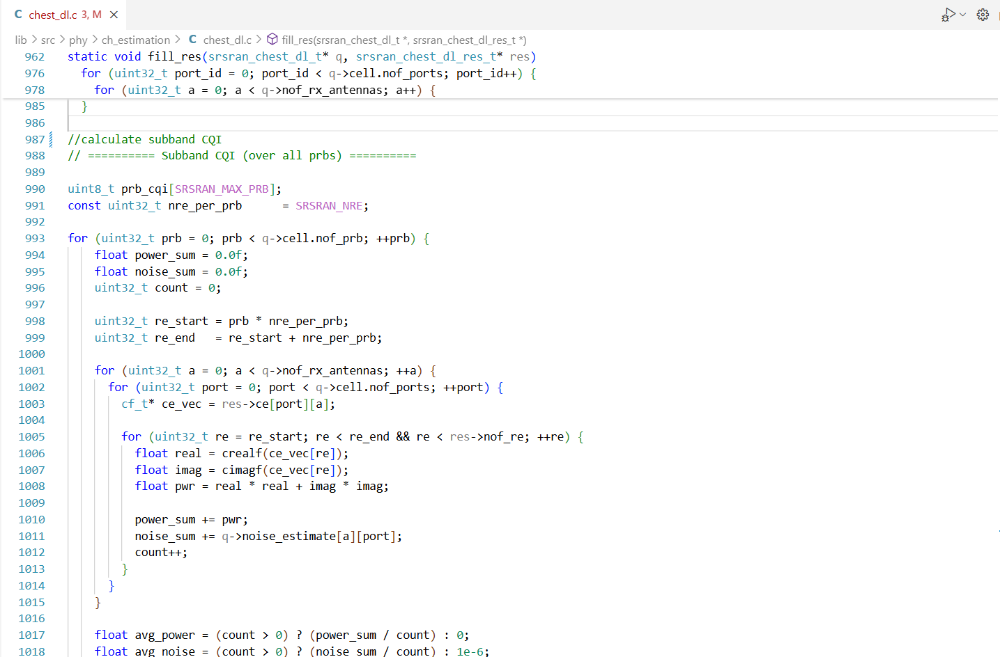 C chest_dl.c 3, M ×
lib > src > phy > ch_estimation > C chest_dl.c > fill_res(srsran_chest_dl_t *, srsran_chest_dl_res_t *)
962 static void fill_res(srsran_chest_dl_t* q, srsran_chest_dl_res_t* res)
976 for (uint32_t port_id = 0; port_id < q->cell.nof_ports; port_id++) {
978 for (uint32_t a = 0; a < q->nof_rx_antennas; a++) {
985 }
986
987 //calculate subband CQI
988 // ========== Subband CQI (over all prbs) ==========
989
990 uint8_t prb_cqi[SRSRAN_MAX_PRB];
991 const uint32_t nre_per_prb      = SRSRAN_NRE;
992
993 for (uint32_t prb = 0; prb < q->cell.nof_prb; ++prb) {
994 float power_sum = 0.0f;
995 float noise_sum = 0.0f;
996 uint32_t count = 0;
997
998 uint32_t re_start = prb * nre_per_prb;
999 uint32_t re_end   = re_start + nre_per_prb;
1000
1001 for (uint32_t a = 0; a < q->nof_rx_antennas; ++a) {
1002 for (uint32_t port = 0; port < q->cell.nof_ports; ++port) {
1003 cf_t* ce_vec = res->ce[port][a];
1004
1005 for (uint32_t re = re_start; re < re_end && re < res->nof_re; ++re) {
1006 float real = crealf(ce_vec[re]);
1007 float imag = cimagf(ce_vec[re]);
1008 float pwr = real * real + imag * imag;
1009
1010 power_sum += pwr;
1011 noise_sum += q->noise_estimate[a][port];
1012 count++;
1013 }
1014 }
1015 }
1016
1017 float avg_power = (count > 0) ? (power_sum / count) : 0;
1018 float avg_noise = (count > 0) ? (noise_sum / count) : 1e-6;